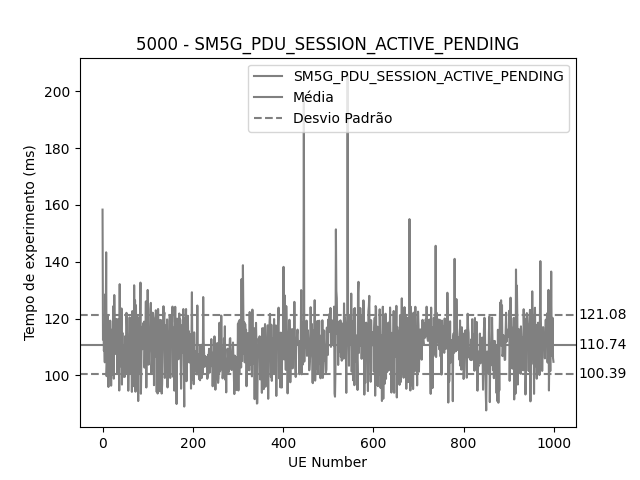 5000 - SM5G_PDU_SESSION_ACTIVE_PENDING
SM5G_PDU_SESSION_ACTIVE_PENDING
Média
Desvio Padrão
Tempo de experimento (ms)
200
180
160
140
120
100
121.08
110.74
100.39
0 200 400 600 800 1000
UE Number